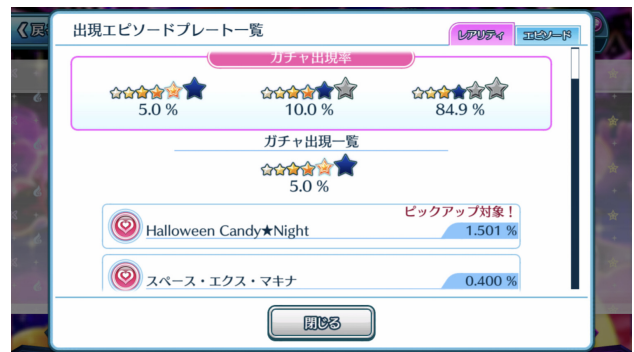 《戻
出現エピソードプレート一覧
レアリティ
エピソード
ガチャ出現率
5.0 %
10.0 %
84.9 %
ガチャ出現一覧
5.0 %
ピックアップ対象！
Halloween Candy★Night
1.501 %
スペース・エクス・マキナ
0.400 %
閉じる